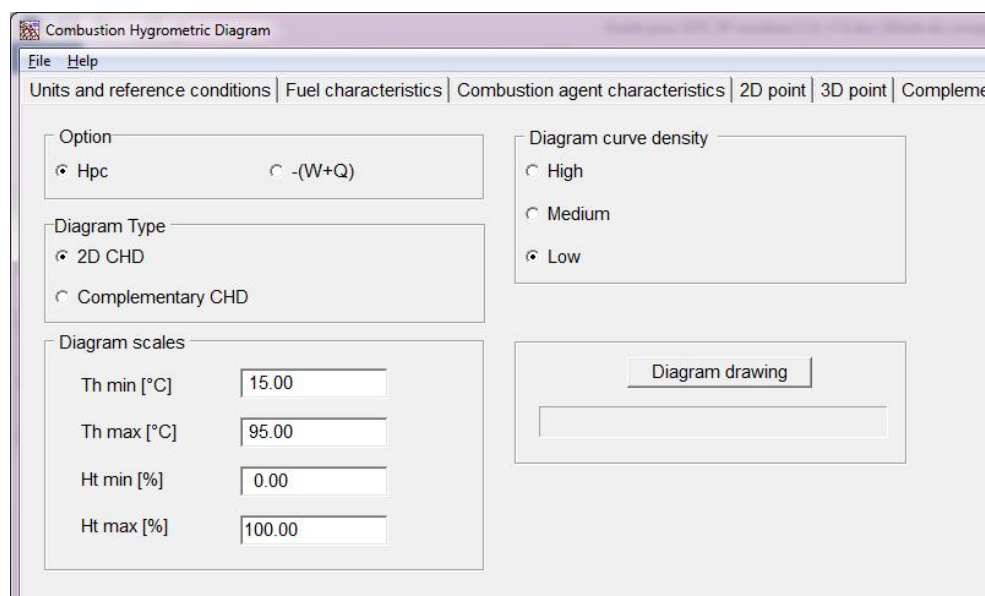 Combustion Hygrometric Diagram
File Help
Units and reference conditions Fuel characteristics Combustion agent characteristics 2D point 3D point Compleme
Option
Hpc -(W+Q)
Diagram Type
2D CHD
Complementary CHD
Diagram scales
Th min [°C] 15.00
Th max [°C] 95.00
Ht min [%] 0.00
Ht max [%] 100.00
Diagram curve density
High
Medium
Low
Diagram drawing